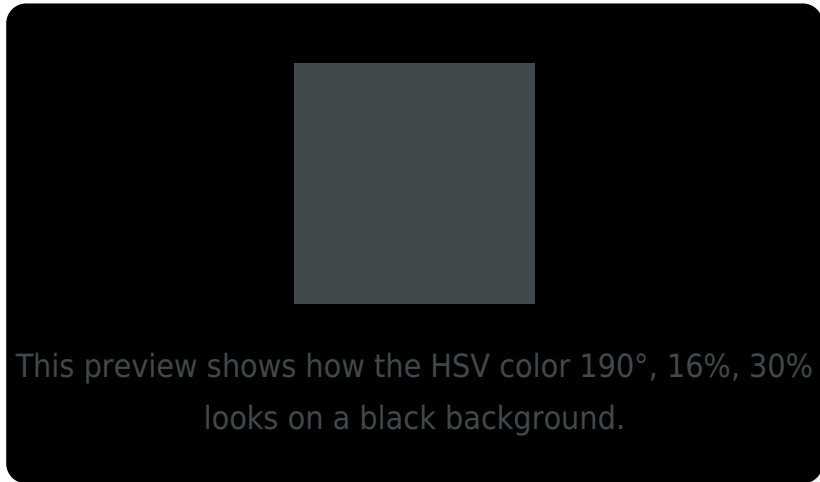 This preview shows how the HSV color 190°, 16%, 30%
looks on a black background.